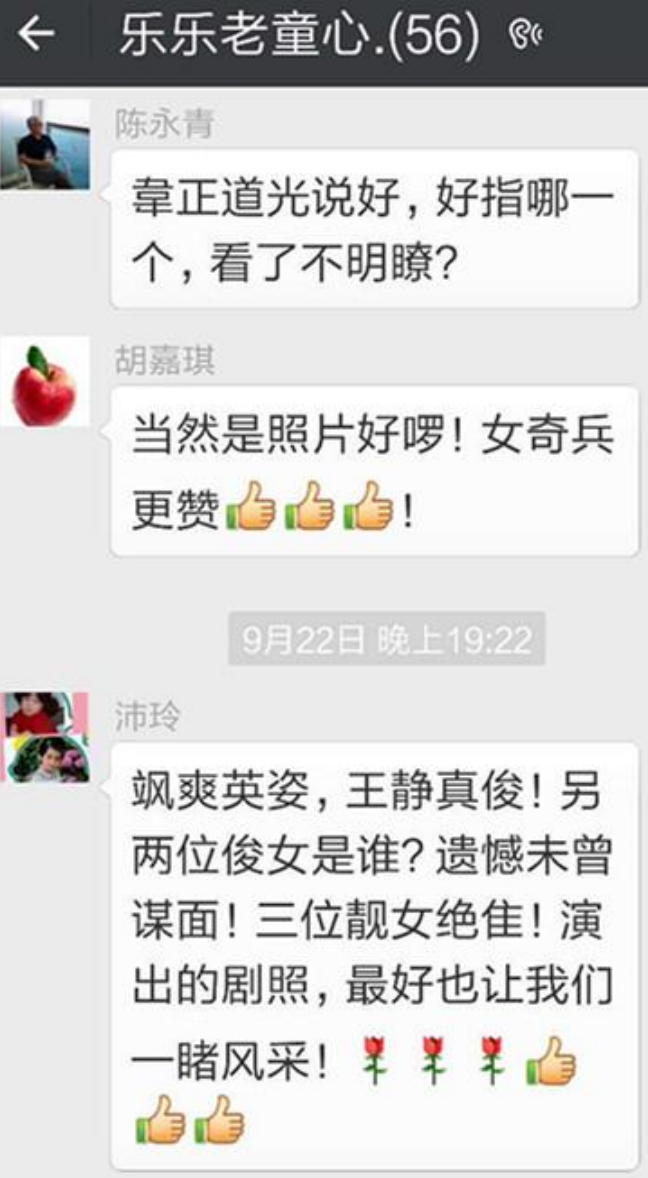 乐乐老童心.(56)
陈永青
韋正道光说好，好指哪一
个，看了不明瞭？
胡嘉琪
当然是照片好啰！女奇兵
更赞👍👍👍！
9月22日 晚上19:22
沛玲
飒爽英姿，王静真俊！另
两位俊女是谁？遗憾未曾
谋面！三位靓女绝隹！演
出的剧照，最好也让我们
一睹风采！🌹🌹🌹👍
👍👍